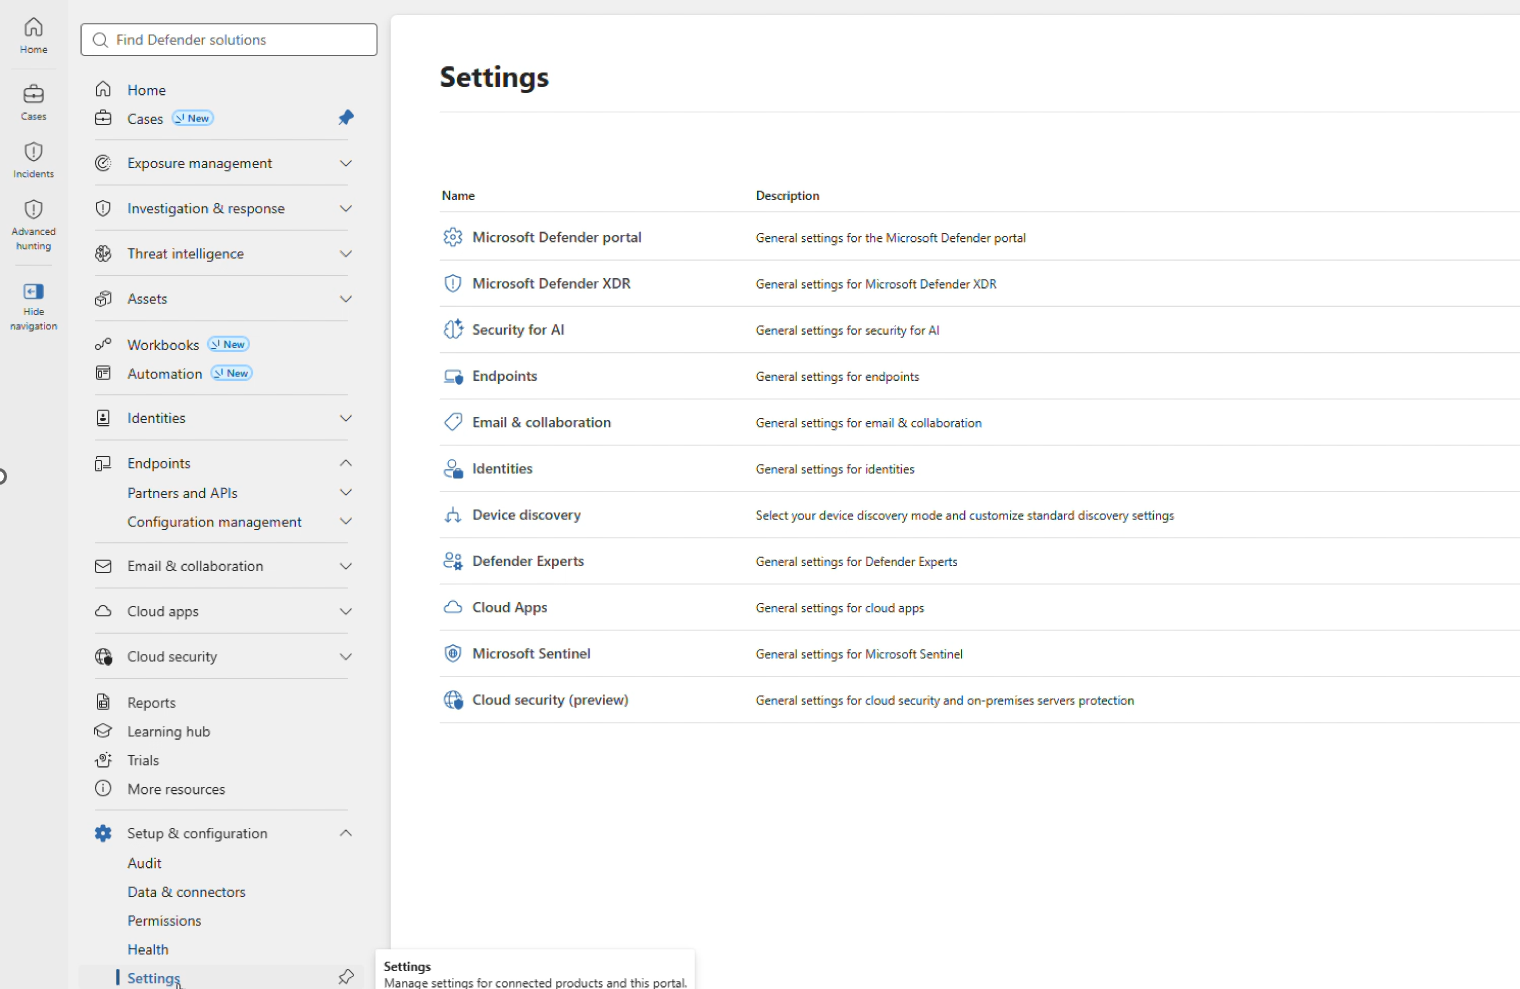 Home
Cases
Incidents
Advanced
hunting
Hide
navigation
Find Defender solutions
Home
Cases New
Exposure management
Investigation & response
Threat intelligence
Assets
Workbooks New
Automation New
Identities
Endpoints
Partners and APIs
Configuration management
Email & collaboration
Cloud apps
Cloud security
Reports
Learning hub
Trials
More resources
Setup & configuration
Audit
Data & connectors
Permissions
Health
Settings
Settings
Name Description
Microsoft Defender portal General settings for the Microsoft Defender portal
Microsoft Defender XDR General settings for Microsoft Defender XDR
Security for AI General settings for security for AI
Endpoints General settings for endpoints
Email & collaboration General settings for email & collaboration
Identities General settings for identities
Device discovery Select your device discovery mode and customize standard discovery settings
Defender Experts General settings for Defender Experts
Cloud Apps General settings for cloud apps
Microsoft Sentinel General settings for Microsoft Sentinel
Cloud security (preview) General settings for cloud security and on-premises servers protection
Settings
Manage settings for connected products and this portal.